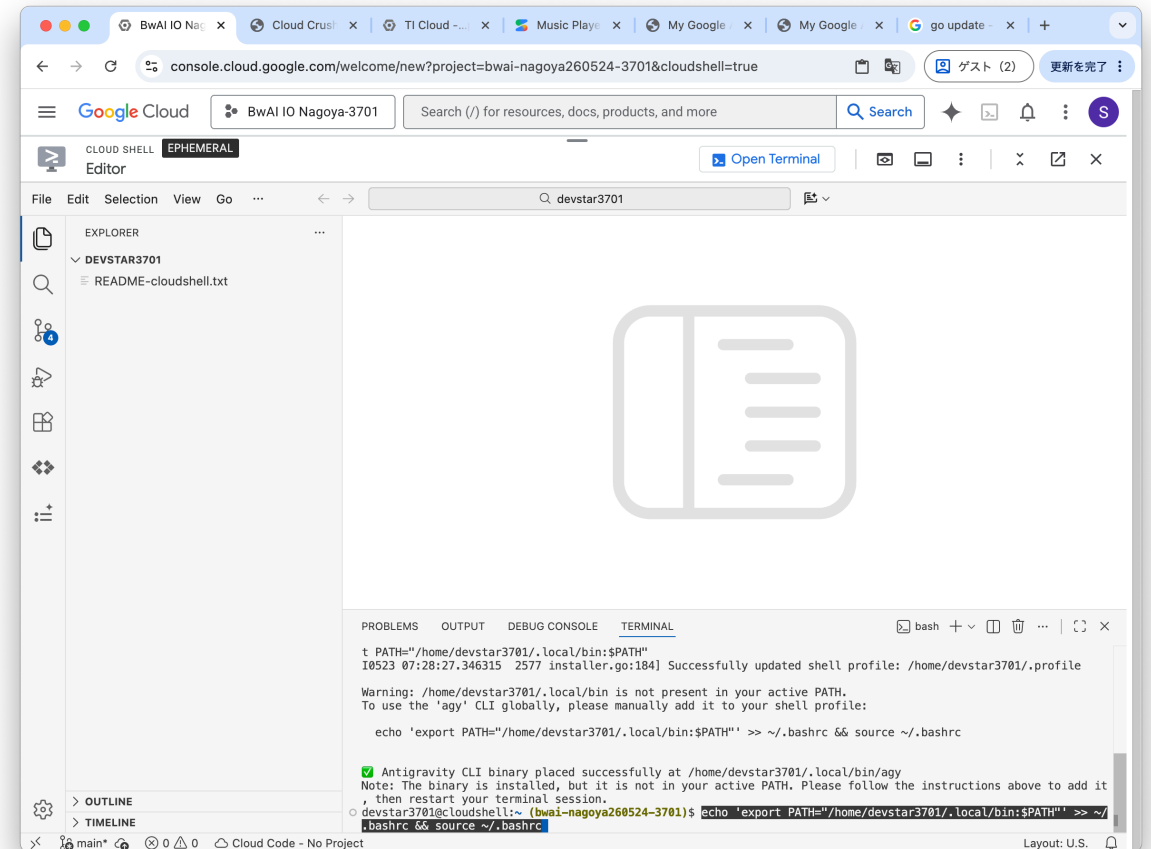 BwAI IO Nag
Cloud Crush
TI Cloud -...
Music Playe
My Google
My Google
go update -
console.cloud.google.com/welcome/new?project=bwai-nagoya260524-3701&cloudshell=true
ゲスト（2）
更新を完了
Google Cloud
BwAI IO Nagoya-3701
Search (/) for resources, docs, products, and more
Search
S
CLOUD SHELL
EPHEMERAL
Editor
Open Terminal
File Edit Selection View Go ...
devstar3701
EXPLORER
DEVSTAR3701
README-cloudshell.txt
4
PROBLEMS OUTPUT DEBUG CONSOLE TERMINAL
bash
t PATH="/home/devstar3701/.local/bin:$PATH"
I0523 07:28:27.346315  2577 installer.go:184] Successfully updated shell profile: /home/devstar3701/.profile
Warning: /home/devstar3701/.local/bin is not present in your active PATH.
To use the 'agy' CLI globally, please manually add it to your shell profile:
echo 'export PATH="/home/devstar3701/.local/bin:$PATH"' >> ~/.bashrc && source ~/.bashrc
✅ Antigravity CLI binary placed successfully at /home/devstar3701/.local/bin/agy
Note: The binary is installed, but it is not in your active PATH. Please follow the instructions above to add it
, then restart your terminal session.
devstar3701@cloudshell:~ (bwai-nagoya260524-3701)$ echo 'export PATH="/home/devstar3701/.local/bin:$PATH"' >> ~/
.bashrc && source ~/.bashrc
OUTLINE
TIMELINE
main* 0 0 Cloud Code - No Project
Layout: U.S.